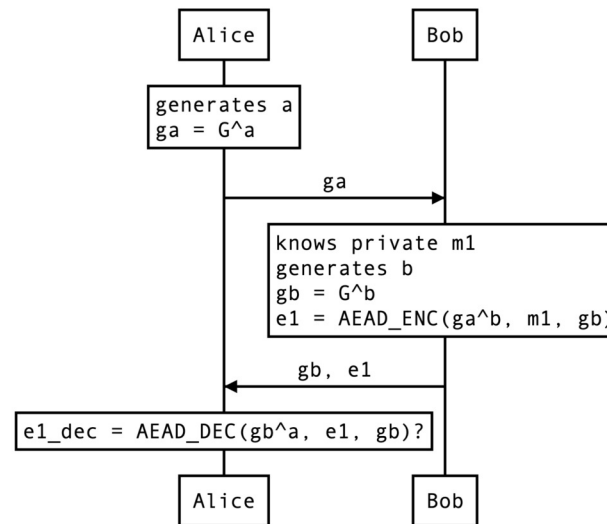 Alice
Bob
generates a
ga = G^a
ga
knows private m1
generates b
gb = G^b
e1 = AEAD_ENC(ga^b, m1, gb)
gb, e1
e1_dec = AEAD_DEC(gb^a, e1, gb)?
Alice
Bob